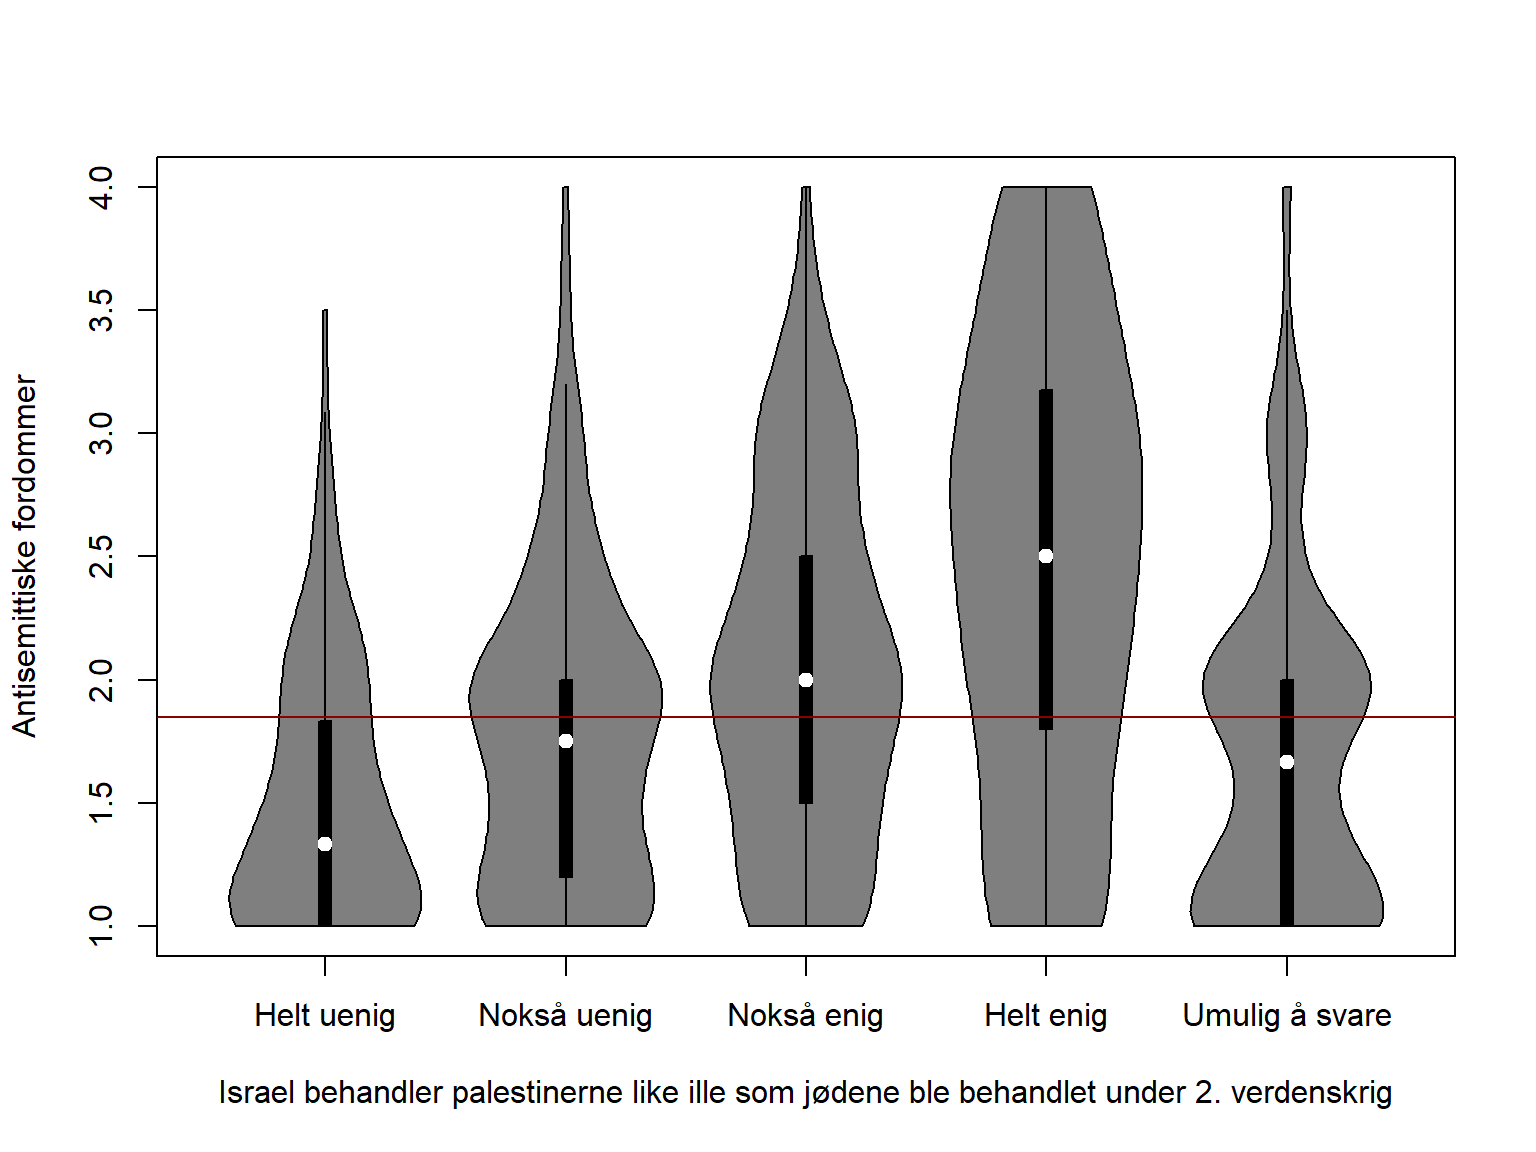 Antisemittiske fordommer
4.0
3.5
3.0
2.5
2.0
1.5
1.0
Helt uenig
Nokså uenig
Nokså enig
Helt enig
Umulig å svare
Israel behandler palestinerne like ille som jødene ble behandlet under 2. verdenskrig